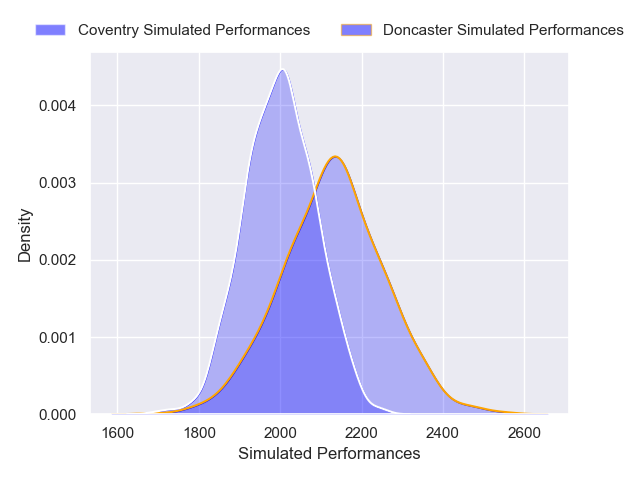 Coventry Simulated Performances
Doncaster Simulated Performances
0.004
0.003
0.002
0.001
0.000
Density
1600 1800 2000 2200 2400 2600
Simulated Performances